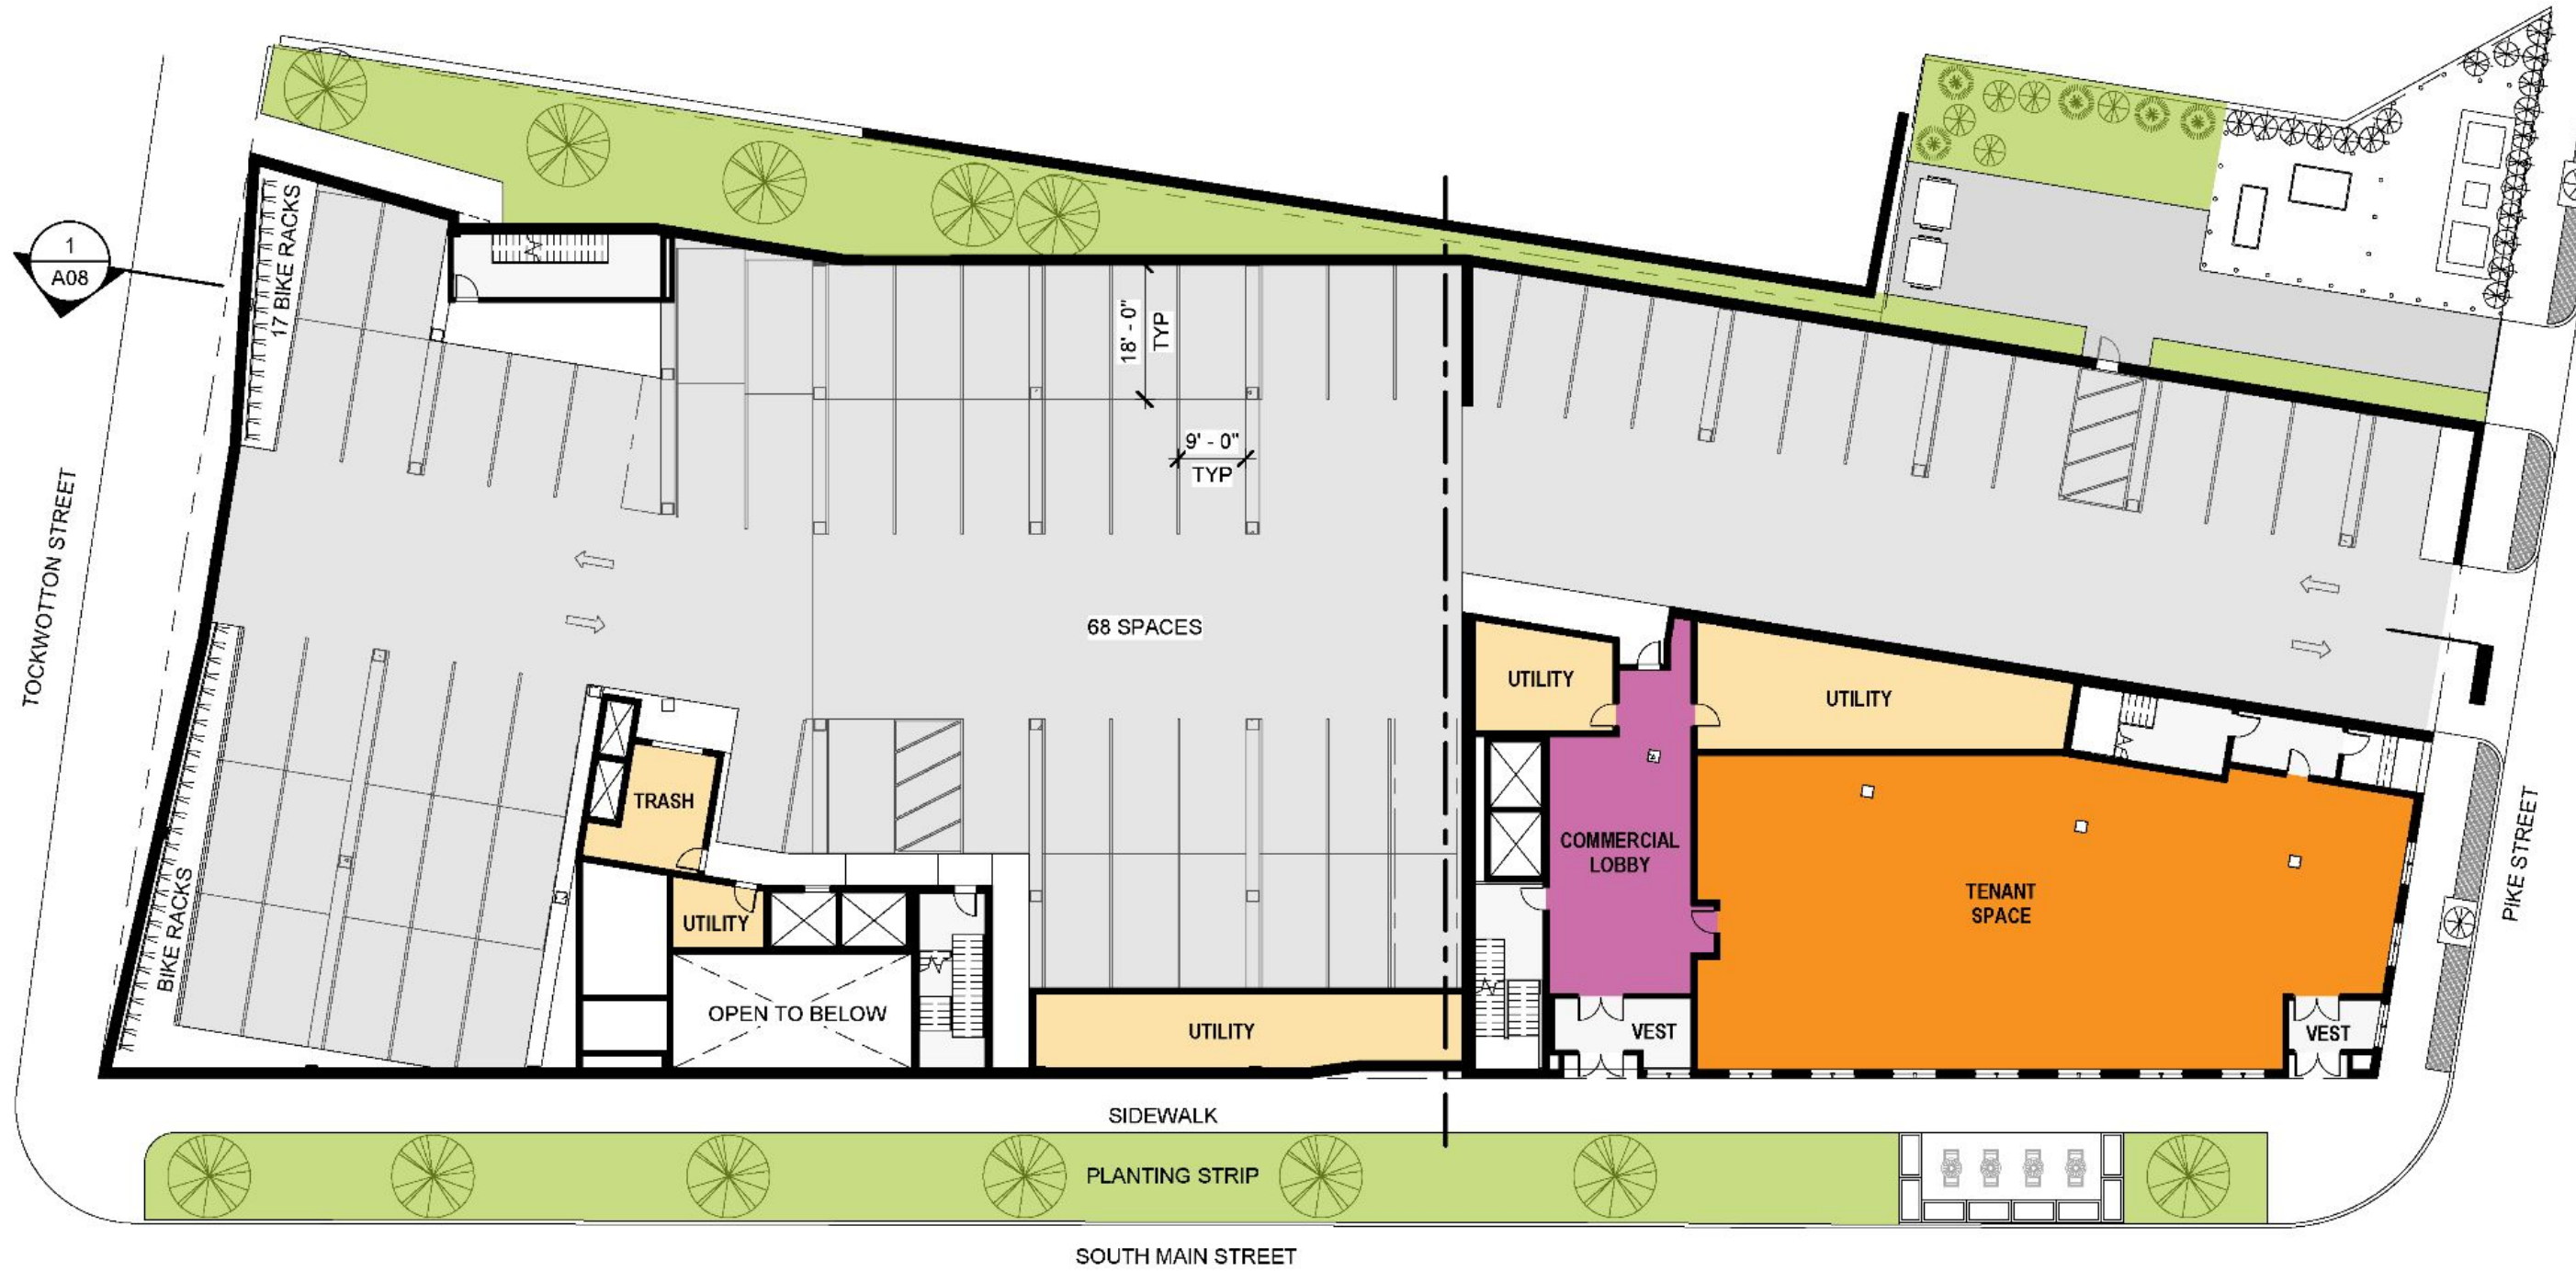 1
A08
17 BIKE RACKS
18' - 0"
TYP
9' - 0"
TYP
TOCKWOTTON STREET
68 SPACES
UTILITY
UTILITY
TRASH
COMMERCIAL
LOBBY
TENANT
SPACE
PIKE STREET
BIKE RACKS
UTILITY
OPEN TO BELOW
UTILITY
VEST
VEST
SIDEWALK
PLANTING STRIP
SOUTH MAIN STREET